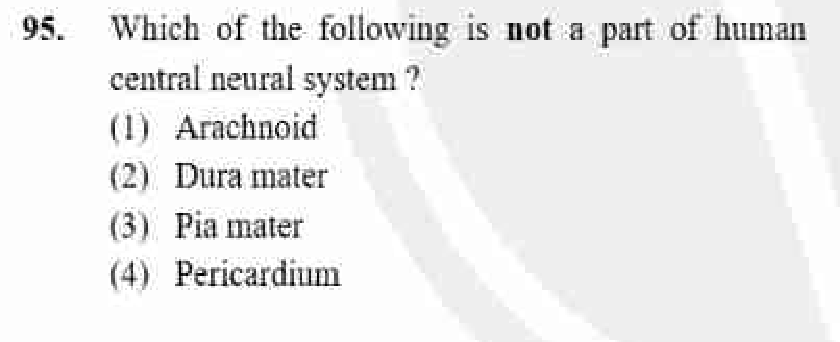 95. Which of the following is not a part of human
central neural system ?
(1) Arachnoid
(2) Dura mater
(3) Pia mater
(4) Pericardium